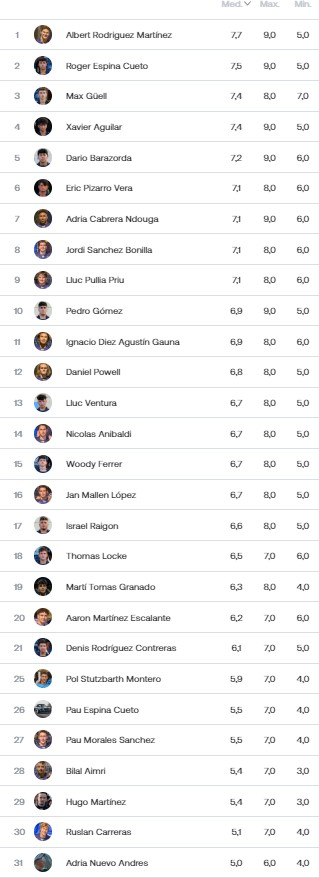 Med. Max. Min.
1 Albert Rodriguez Martínez 7,7 9,0 5,0
2 Roger Espina Cueto 7,5 9,0 5,0
3 Max Güell 7,4 8,0 7,0
4 Xavier Aguilar 7,4 9,0 5,0
5 Dario Barazorda 7,2 9,0 6,0
6 Eric Pizarro Vera 7,1 8,0 6,0
7 Adria Cabrera Ndouga 7,1 9,0 6,0
8 Jordi Sanchez Bonilla 7,1 8,0 6,0
9 Lluc Pullia Priu 7,1 8,0 6,0
10 Pedro Gómez 6,9 9,0 5,0
11 Ignacio Diez Agustín Gauna 6,9 8,0 6,0
12 Daniel Powell 6,8 8,0 5,0
13 Lluc Ventura 6,7 8,0 5,0
14 Nicolas Anibaldi 6,7 8,0 5,0
15 Woody Ferrer 6,7 8,0 5,0
16 Jan Mallen López 6,7 8,0 5,0
17 Israel Raigon 6,6 8,0 5,0
18 Thomas Locke 6,5 7,0 6,0
19 Martí Tomas Granado 6,3 8,0 4,0
20 Aaron Martínez Escalante 6,2 7,0 6,0
21 Denis Rodríguez Contreras 6,1 7,0 5,0
25 Pol Stutzbarth Montero 5,9 7,0 4,0
26 Pau Espina Cueto 5,5 7,0 4,0
27 Pau Morales Sanchez 5,5 7,0 4,0
28 Bilal Aimri 5,4 7,0 3,0
29 Hugo Martínez 5,4 7,0 3,0
30 Ruslan Carreras 5,1 7,0 4,0
31 Adria Nuevo Andres 5,0 6,0 4,0